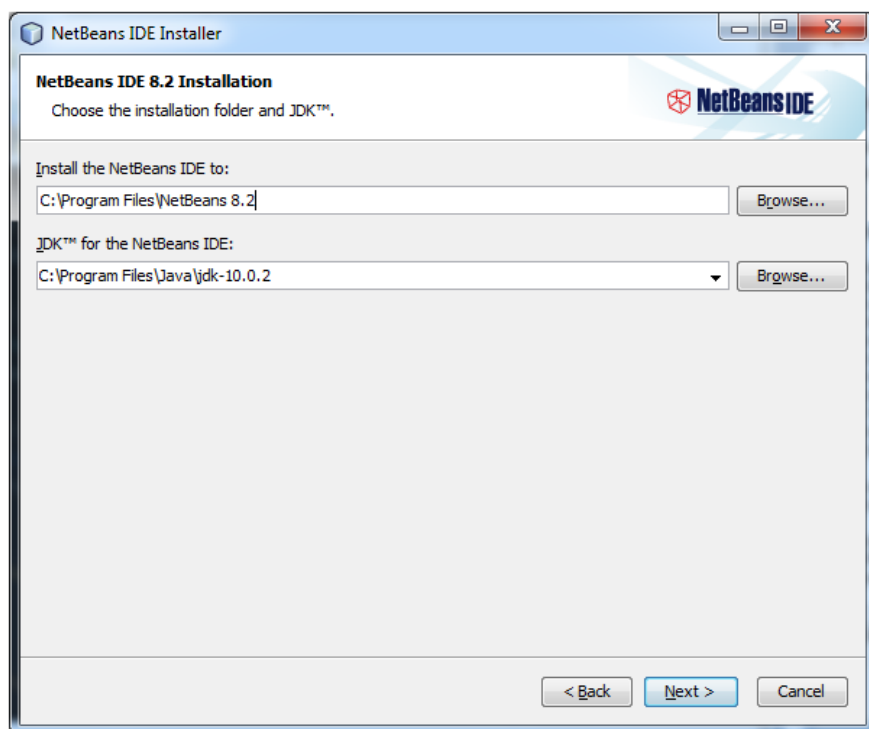 NetBeans IDE Installer
NetBeans IDE 8.2 Installation
Choose the installation folder and JDK™.
NetBeans IDE
Install the NetBeans IDE to:
C:\Program Files\NetBeans 8.2
Browse...
JDK™ for the NetBeans IDE:
C:\Program Files\Java\jdk-10.0.2
Browse...
< Back
Next >
Cancel